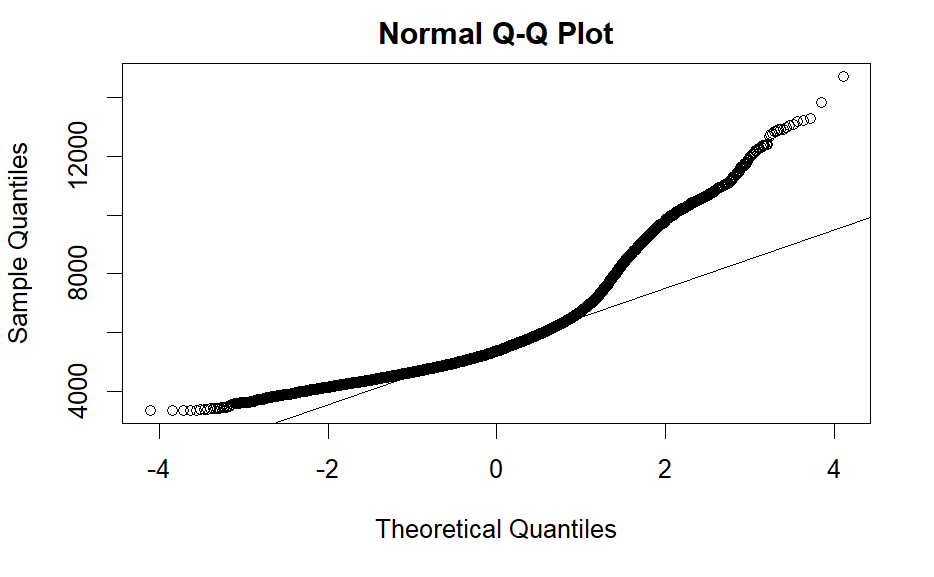 Normal Q-Q Plot
Sample Quantiles
12000
8000
4000
-4 -2 0 2 4
Theoretical Quantiles